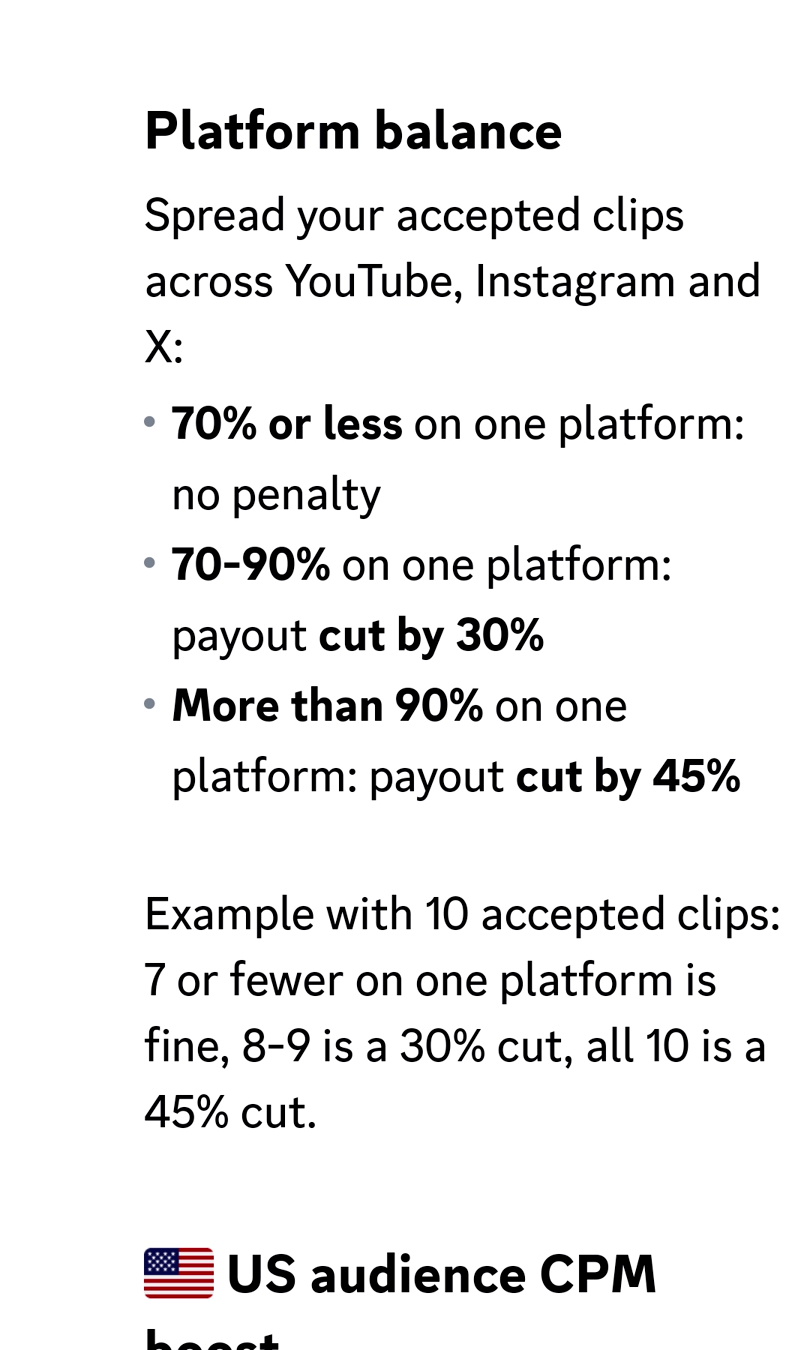 Platform balance
Spread your accepted clips
across YouTube, Instagram and
X:
• 70% or less on one platform:
no penalty
• 70-90% on one platform:
payout cut by 30%
• More than 90% on one
platform: payout cut by 45%
Example with 10 accepted clips:
7 or fewer on one platform is
fine, 8-9 is a 30% cut, all 10 is a
45% cut.
🇺🇸 US audience CPM
boost